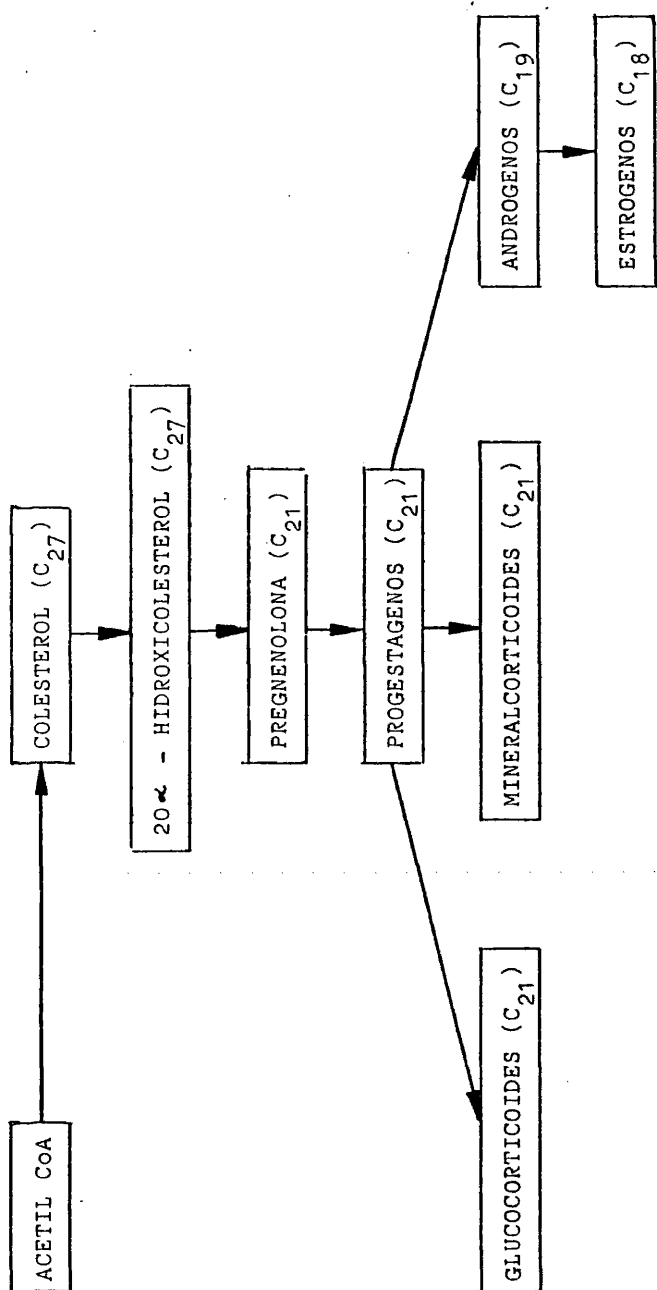 ACETIL CoA
COLESTEROL (C27)
20α - HIDROXICOLESTEROL (C27)
PREGNENOLONA (C21)
PROGESTAGENOS (C21)
GLUCOCORTICOIDES (C21)
MINERALCORTICOIDES (C21)
ANDROGENOS (C19)
ESTROGENOS (C18)